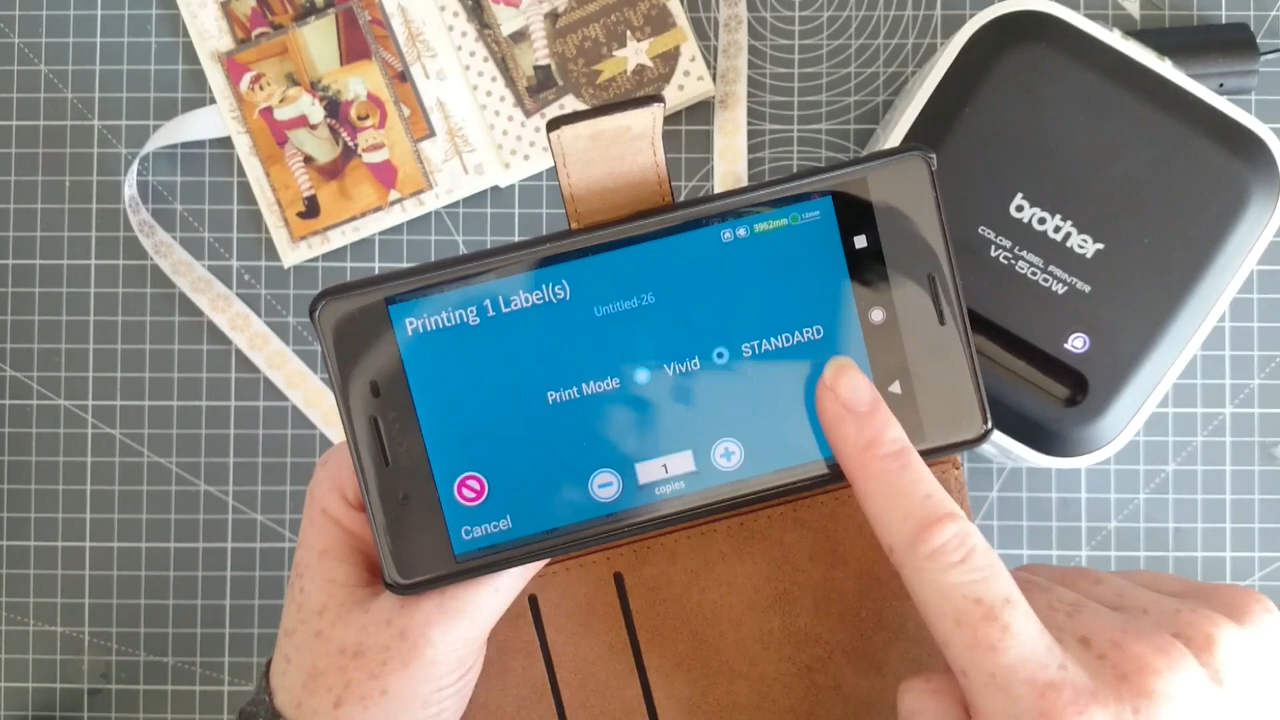 3962mm 12mm
Printing 1 Label(s)
Untitled-26
Print Mode Vivid STANDARD
1
copies
Cancel
brother
COLOR LABEL PRINTER
VC-500W